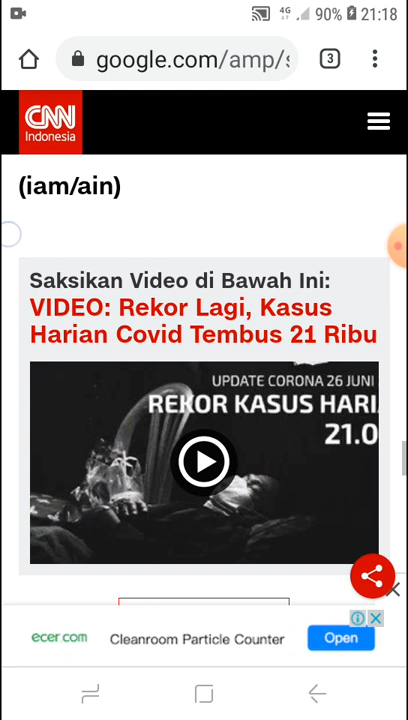 4G 90% 21:18
google.com/amp/s
3
CNN
Indonesia
(iam/ain)
Saksikan Video di Bawah Ini:
VIDEO: Rekor Lagi, Kasus
Harian Covid Tembus 21 Ribu
UPDATE CORONA 26 JUNI
REKOR KASUS HARI
21.0
ecer com
Cleanroom Particle Counter
Open